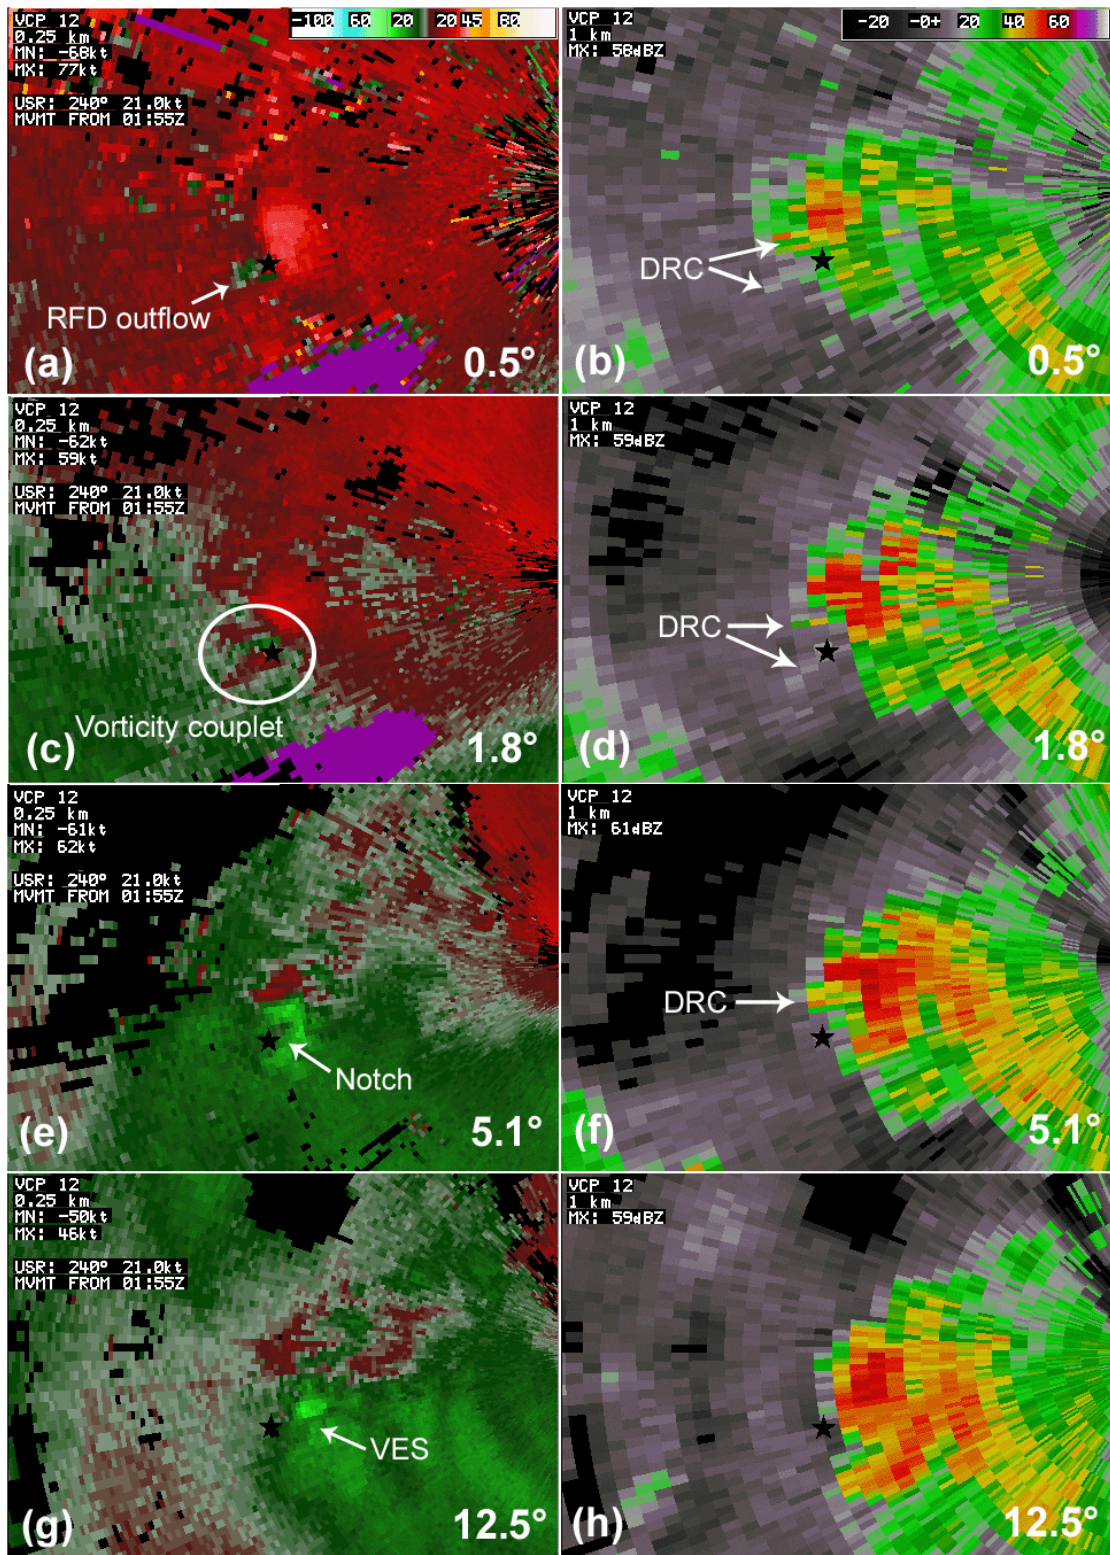 VCP 12
0.25 km
MN: -68kt
MX: 77kt
USR: 240° 21.0kt
MVMT FROM 01:55Z
-100 60 20 20 45 80
RFD outflow
(a) 0.5°
VCP 12
1 km
MX: 58dBZ
-20 -0+ 20 40 60
DRC
(b) 0.5°
VCP 12
0.25 km
MN: -62kt
MX: 59kt
USR: 240° 21.0kt
MVMT FROM 01:55Z
Vorticity couplet
(c) 1.8°
VCP 12
1 km
MX: 59dBZ
DRC
(d) 1.8°
VCP 12
0.25 km
MN: -61kt
MX: 62kt
USR: 240° 21.0kt
MVMT FROM 01:55Z
Notch
(e) 5.1°
VCP 12
1 km
MX: 61dBZ
DRC
(f) 5.1°
VCP 12
0.25 km
MN: -50kt
MX: 46kt
USR: 240° 21.0kt
MVMT FROM 01:55Z
VES
(g) 12.5°
VCP 12
1 km
MX: 59dBZ
(h) 12.5°